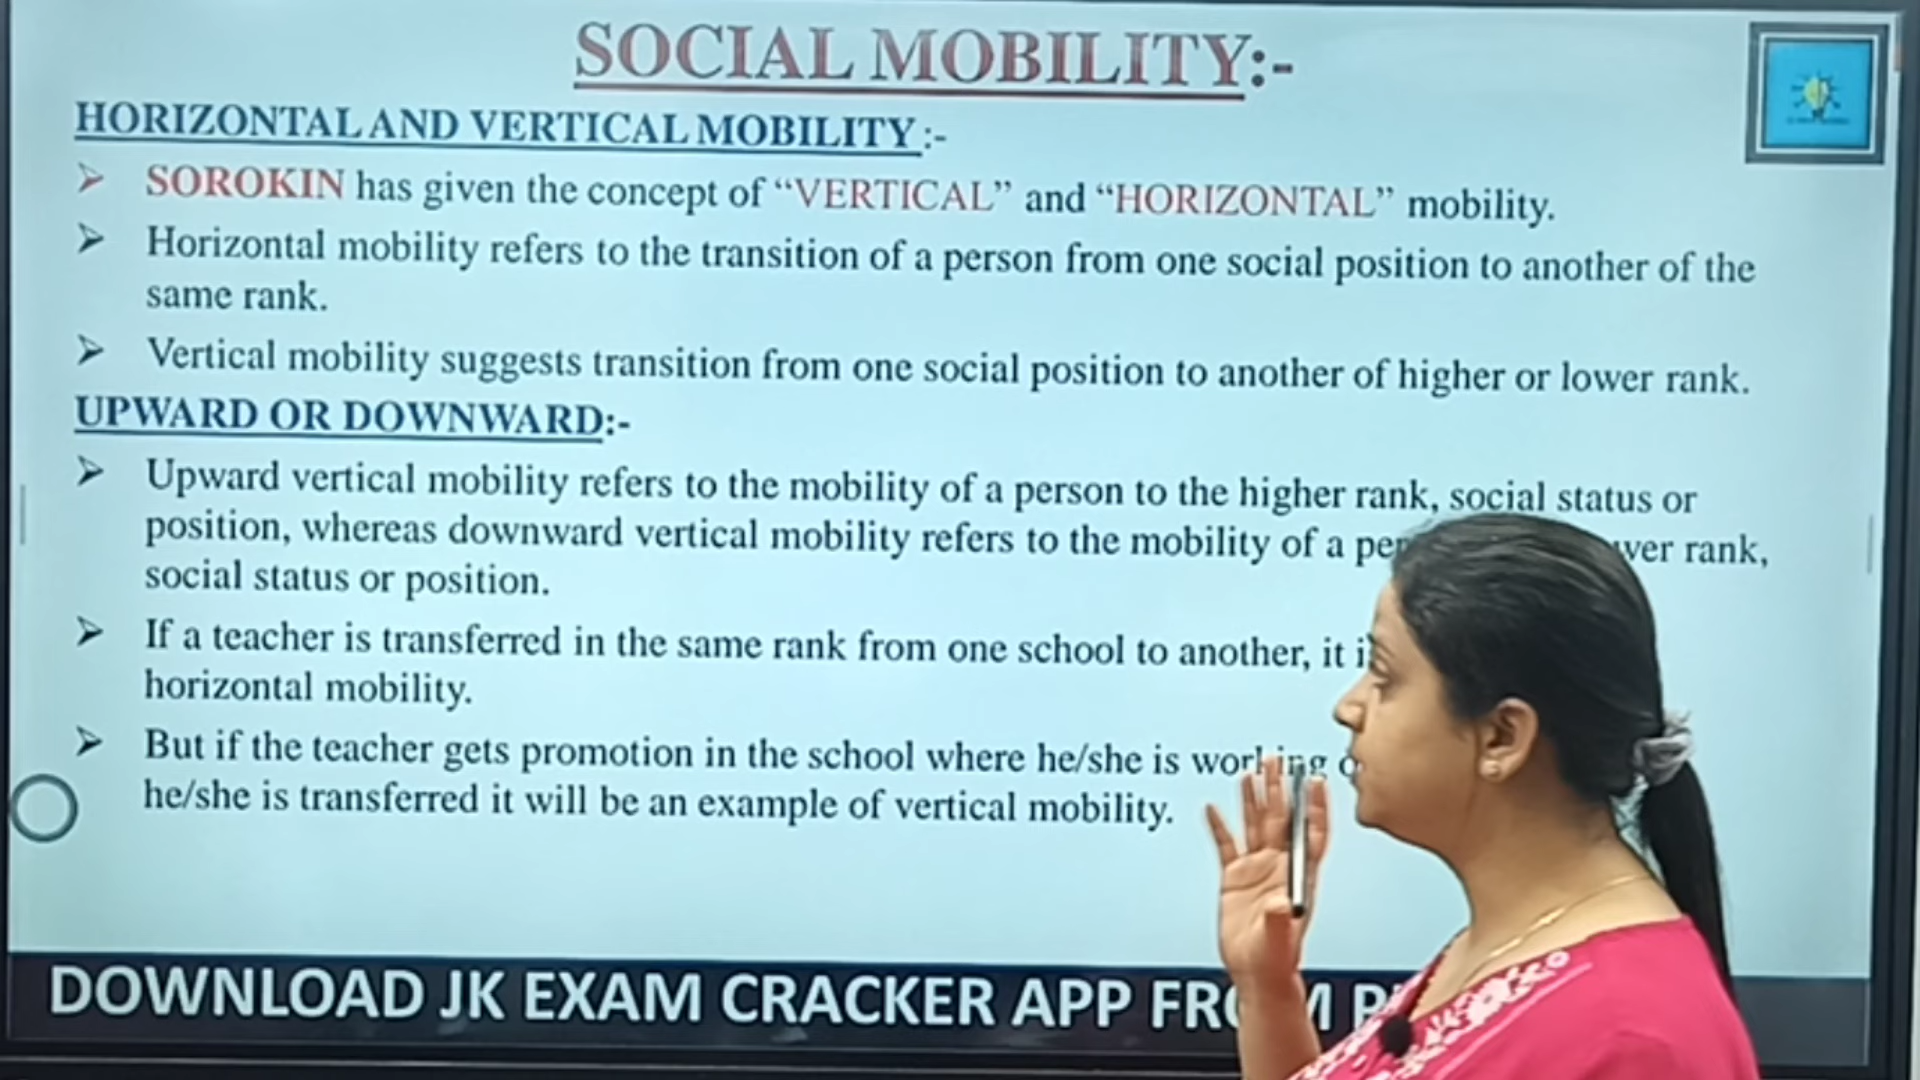 SOCIAL MOBILITY:-
HORIZONTAL AND VERTICAL MOBILITY :-
➢ SOROKIN has given the concept of “VERTICAL” and “HORIZONTAL” mobility.
➢ Horizontal mobility refers to the transition of a person from one social position to another of the
same rank.
➢ Vertical mobility suggests transition from one social position to another of higher or lower rank.
UPWARD OR DOWNWARD:-
➢ Upward vertical mobility refers to the mobility of a person to the higher rank, social status or
position, whereas downward vertical mobility refers to the mobility of a rank,
social status or position.
➢ If a teacher is transferred in the same rank from one school to another, it
horizontal mobility.
➢ But if the teacher gets promotion in the school where he/she is working
he/she is transferred it will be an example of vertical mobility.
DOWNLOAD JK EXAM CRACKER APP FROM